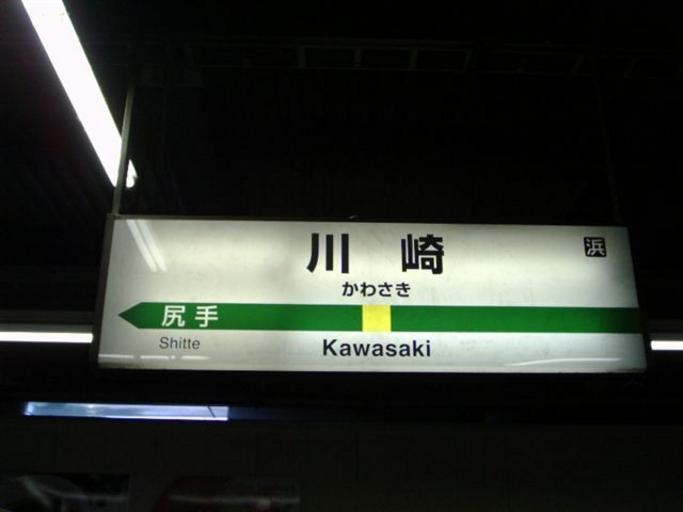 川崎
浜
かわさき
尻手
Shitte
Kawasaki